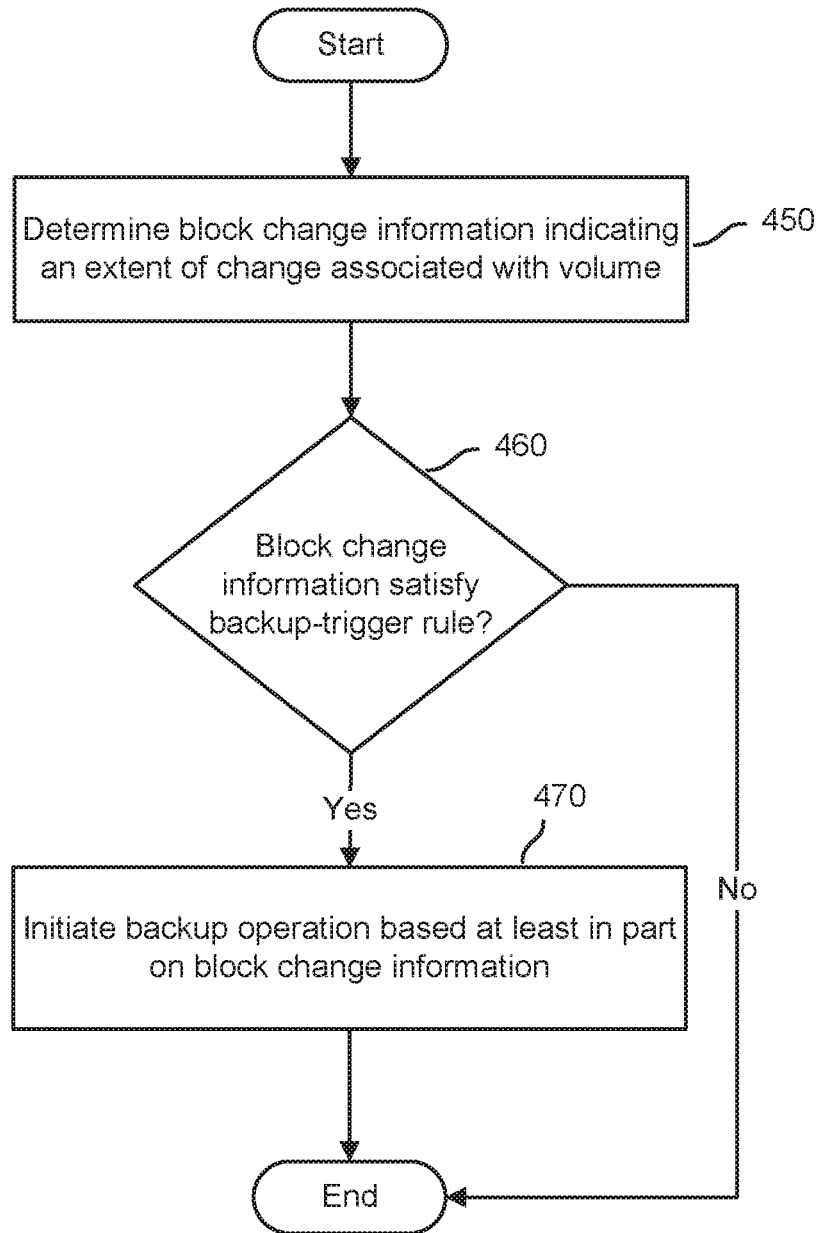 Start
Determine block change information indicating
an extent of change associated with volume
450
460
Block change
information satisfy
backup-trigger rule?
Yes
470
No
Initiate backup operation based at least in part
on block change information
End